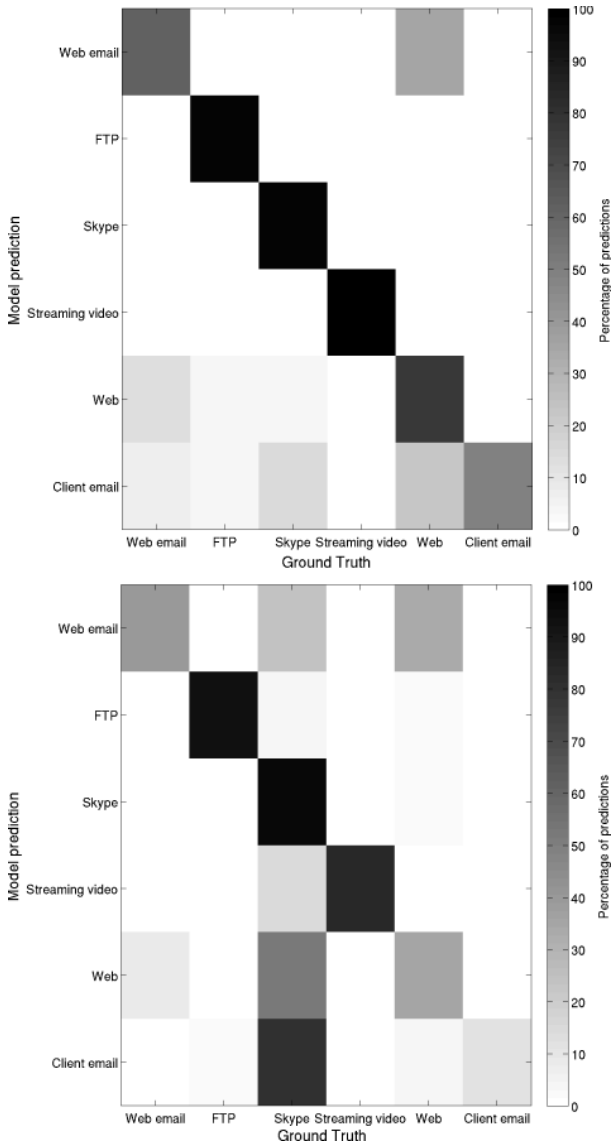 Web email
FTP
Skype
Streaming video
Web
Client email
Model prediction
Web email FTP Skype Streaming video Web Client email
Ground Truth
100
90
80
70
60
50
40
30
20
10
0
Percentage of predictions
Web email
FTP
Skype
Streaming video
Web
Client email
Model prediction
Web email FTP Skype Streaming video Web Client email
Ground Truth
100
90
80
70
60
50
40
30
20
10
0
Percentage of predictions